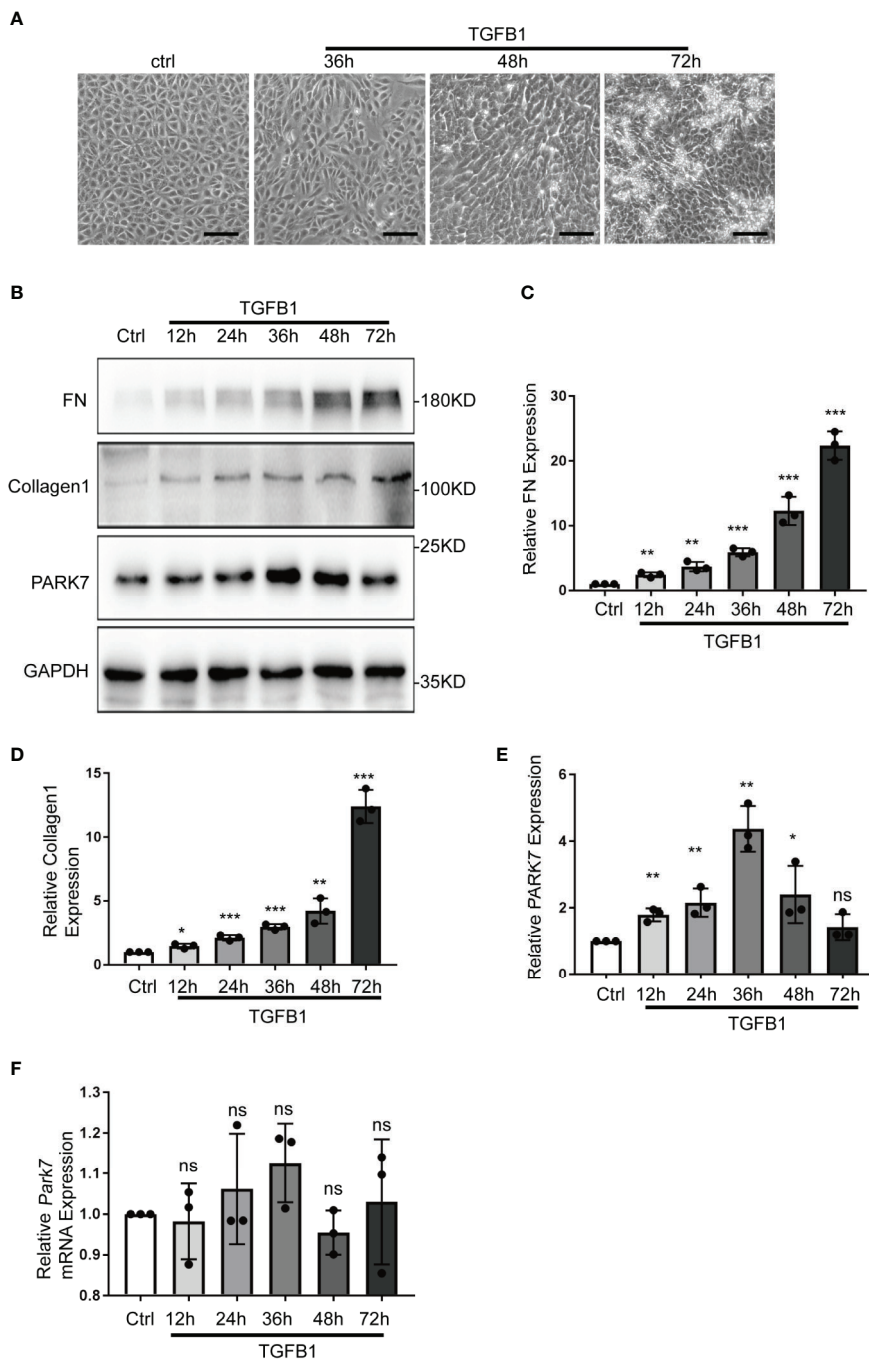 A
TGFB1
ctrl 36h 48h 72h
B
TGFB1
Ctrl 12h 24h 36h 48h 72h
FN
-180KD
Collagen1
-100KD
-25KD
PARK7
GAPDH
-35KD
C
Relative FN Expression
30
20
10
0
**
**
***
***
***
Ctrl 12h 24h 36h 48h 72h
TGFB1
D
Relative Collagen1
Expression
15
10
5
0
*
***
***
**
***
Ctrl 12h 24h 36h 48h 72h
TGFB1
E
Relative PARK7 Expression
6
4
2
0
**
**
**
*
ns
Ctrl 12h 24h 36h 48h 72h
TGFB1
F
Relative Park7
mRNA Expression
1.3
1.2
1.1
1.0
0.9
0.8
ns
ns
ns
ns
ns
Ctrl 12h 24h 36h 48h 72h
TGFB1